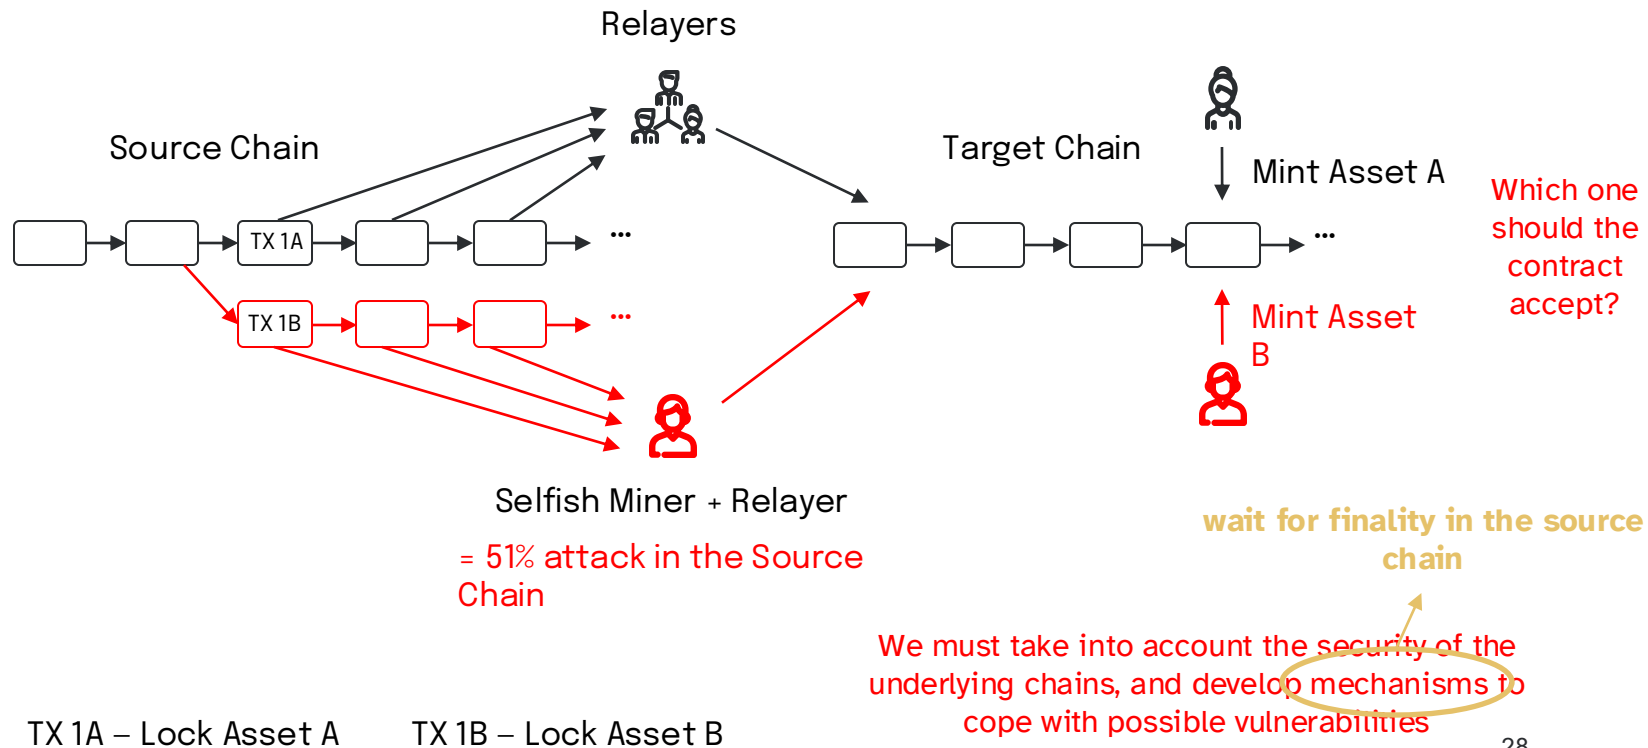 Relayers
Source Chain
Target Chain
Mint Asset A
Which one
should the
contract
accept?
TX 1A
...
...
TX 1B
...
Mint Asset
B
Selfish Miner + Relayer
= 51% attack in the Source
Chain
wait for finality in the source
chain
We must take into account the security of the
underlying chains, and develop mechanisms to
cope with possible vulnerabilities
TX 1A – Lock Asset A
TX 1B – Lock Asset B
28